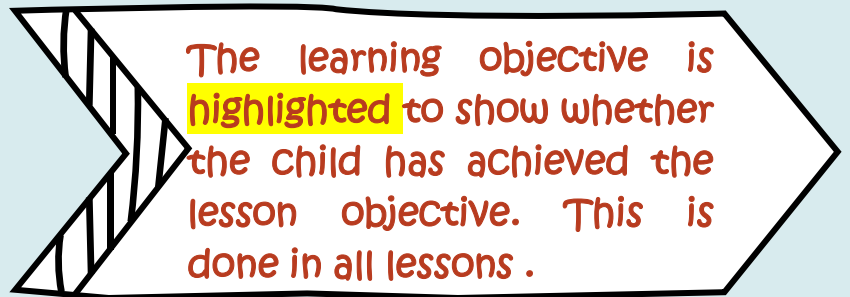 The learning objective is
highlighted to show whether
the child has achieved the
lesson objective. This is
done in all lessons .